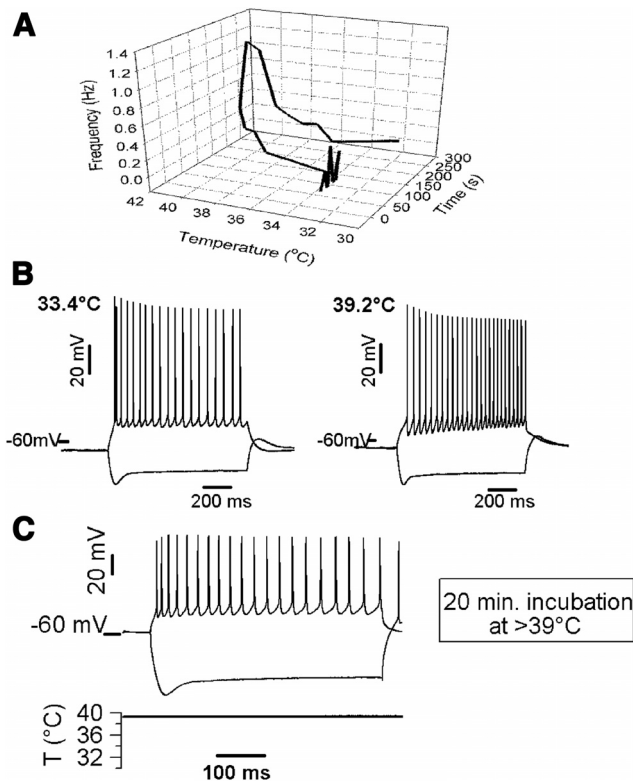 A
Frequency (Hz)
1.4
1.2
1.0
0.8
0.6
0.4
0.2
0.0
42
40
38
36
34
32
30
Temperature (°C)
0
50
100
150
200
250
300
Time (s)
B
33.4°C
20 mV
-60mV
200 ms
39.2°C
20 mV
-60mV
200 ms
C
20 mV
-60 mV
20 min. incubation
at >39°C
T (°C)
40
36
32
100 ms